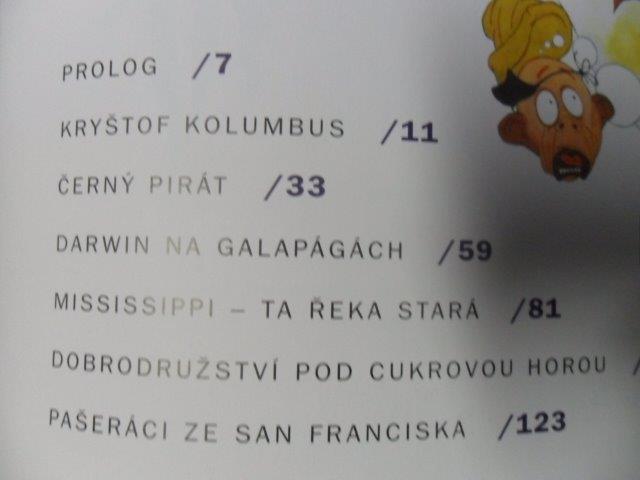 PROLOG /7
KRYŠTOF KOLUMBUS /11
ČERNÝ PIRÁT /33
DARWIN NA GALAPÁGÁCH /59
MISSISSIPPI – TA ŘEKA STARÁ /81
DOBRODRUŽSTVÍ POD CUKROVOU HOROU /
PAŠERÁCI ZE SAN FRANCISKA /123